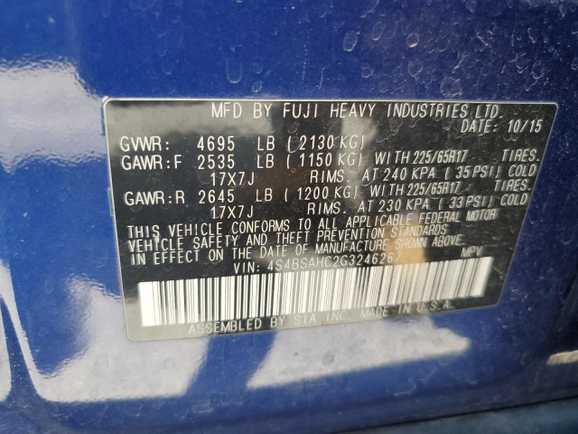 MFD BY FUJI HEAVY INDUSTRIES LTD.
DATE: 10/15
GVWR: 4695 LB (2130 KG)
GAWR:F 2535 LB (1150 KG) WITH 225/65R17 TIRES.
17X7J RIMS. AT 240 KPA (35 PSI) COLD
GAWR:R 2645 LB (1200 KG) WITH 225/65R17 TIRES.
17X7J RIMS. AT 230 KPA (33 PSI) COLD
THIS VEHICLE CONFORMS TO ALL APPLICABLE FEDERAL MOTOR
VEHICLE SAFETY AND THEFT PREVENTION STANDARDS
IN EFFECT ON THE DATE OF MANUFACTURE SHOWN ABOVE.
VIN: 4S4BSAHC2G3246267 MPV
ASSEMBLED BY SIA, INC. MADE IN U.S.A.